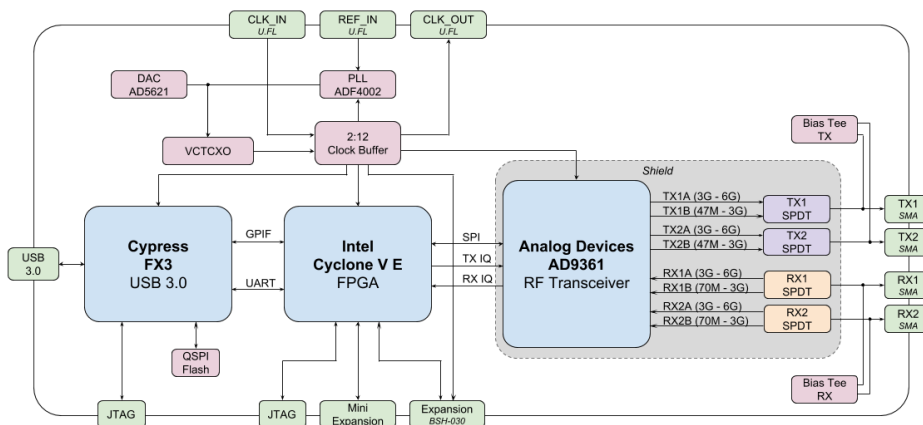 CLK_IN
U.FL
REF_IN
U.FL
CLK_OUT
U.FL
DAC
AD5621
PLL
ADF4002
VCTCXO
2:12
Clock Buffer
Bias Tee
TX
Shield
Cypress
FX3
USB 3.0
GPIF
UART
Intel
Cyclone V E
FPGA
SPI
TX IQ
RX IQ
Analog Devices
AD9361
RF Transceiver
TX1A (3G - 6G)
TX1B (47M - 3G)
TX2A (3G - 6G)
TX2B (47M - 3G)
RX1A (3G - 6G)
RX1B (70M - 3G)
RX2A (3G - 6G)
RX2B (70M - 3G)
TX1
SPDT
TX2
SPDT
RX1
SPDT
RX2
SPDT
TX1
SMA
TX2
SMA
RX1
SMA
RX2
SMA
USB
3.0
QSPI
Flash
Bias Tee
RX
JTAG
JTAG
Mini
Expansion
Expansion
BSH-030